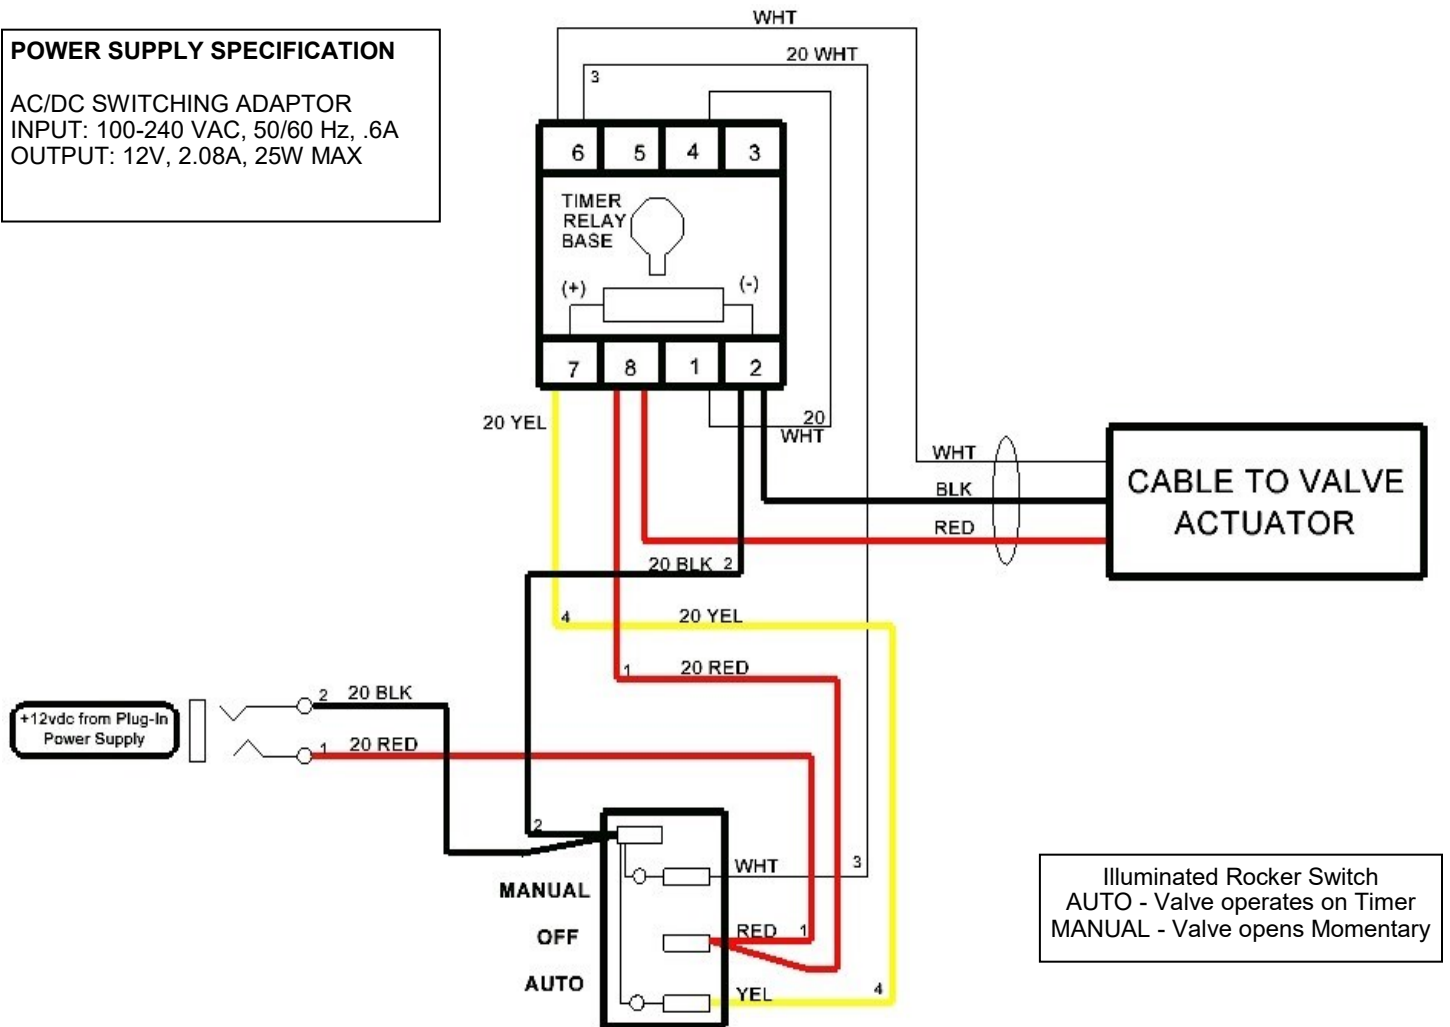 WHT
POWER SUPPLY SPECIFICATION
20 WHT
3
AC/DC SWITCHING ADAPTOR
INPUT: 100-240 VAC, 50/60 Hz, .6A
OUTPUT: 12V, 2.08A, 25W MAX
6 5 4 3
TIMER
RELAY
BASE
(+) (-)
7 8 1 2
20 YEL
20
WHT
WHT
BLK
RED
CABLE TO VALVE
ACTUATOR
20 BLK 2
4 20 YEL
1 20 RED
+12vdc from Plug-In
Power Supply
2 20 BLK
1 20 RED
2
WHT 3
MANUAL
OFF
RED 1
AUTO
YEL 4
Illuminated Rocker Switch
AUTO - Valve operates on Timer
MANUAL - Valve opens Momentary